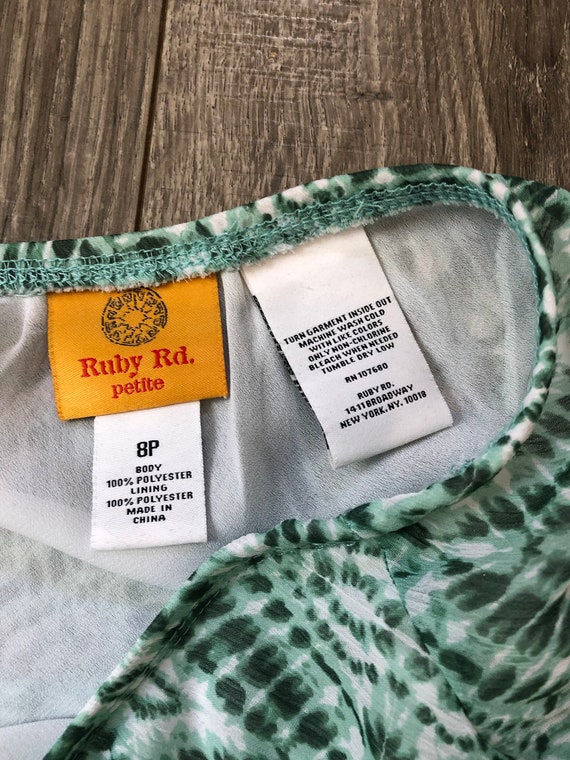 Ruby Rd.
petite
8P
BODY
100% POLYESTER
LINING
100% POLYESTER
MADE IN
CHINA
TURN GARMENT INSIDE OUT
MACHINE WASH COLD
WITH LIKE COLORS
ONLY NON-CHLORINE
BLEACH WHEN NEEDED
TUMBLE DRY LOW
RN 107680
RUBY RD.
1411 BROADWAY
NEW YORK, NY. 10018